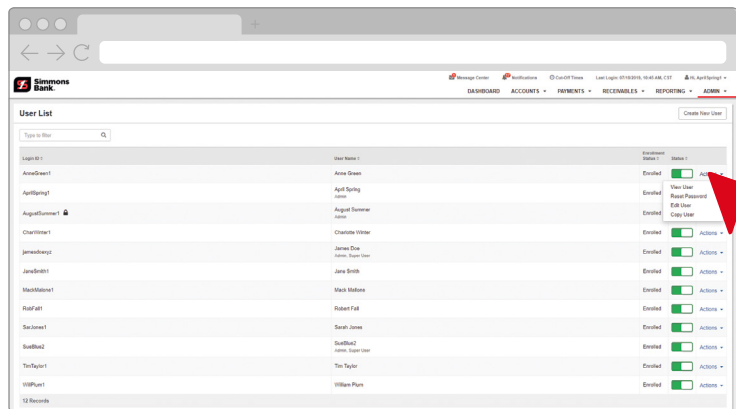 Message Center Notifications Cut-Off Times Last Login: 07/18/2019, 10:45 AM, CST Hi, AprilSpring1
Simmons
Bank.
DASHBOARD ACCOUNTS PAYMENTS RECEIVABLES REPORTING ADMIN
User List Create New User
Type to filter
Login ID User Name Enrollment Status Status
AnneGreen1 Anne Green Enrolled
View User
Reset Password
Edit User
Copy User
AprilSpring1 April Spring Enrolled
Admin
AugustSummer1 August Summer Enrolled
Admin
CharWinter1 Charlotte Winter Enrolled Actions
James Doe Enrolled Actions
Admin, Super User
JaneSmith1 Jane Smith Enrolled Actions
MackMalone1 Mack Malone Enrolled Actions
RobFall1 Robert Fall Enrolled Actions
SarJones1 Sarah Jones Enrolled Actions
SueBlue2 SueBlue2 Enrolled Actions
Admin, Super User
TimTaylor1 Tim Taylor Enrolled Actions
WillPlum1 William Plum Enrolled Actions
12 Records